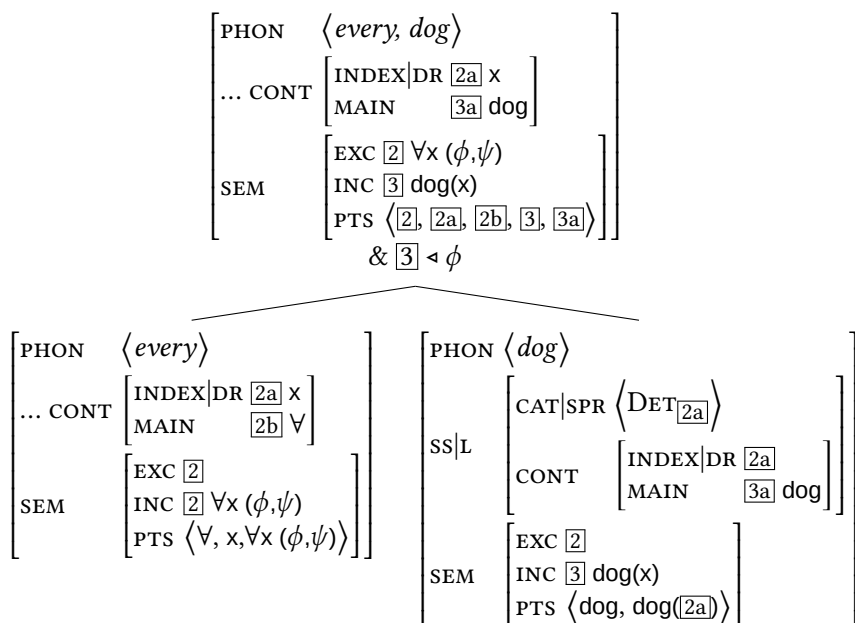 PHON ⟨every, dog⟩
... CONT [INDEX|DR 2a x
MAIN 3a dog]
SEM [EXC 2 ∀x (ϕ,ψ)
INC 3 dog(x)
PTS ⟨2, 2a, 2b, 3, 3a⟩]
& 3 ◁ ϕ
PHON ⟨every⟩
... CONT [INDEX|DR 2a x
MAIN 2b ∀]
SEM [EXC 2
INC 2 ∀x (ϕ,ψ)
PTS ⟨∀, x,∀x (ϕ,ψ)⟩]
PHON ⟨dog⟩
SS|L [CAT|SPR ⟨DET2a⟩
CONT [INDEX|DR 2a
MAIN 3a dog]]
SEM [EXC 2
INC 3 dog(x)
PTS ⟨dog, dog(2a)⟩]